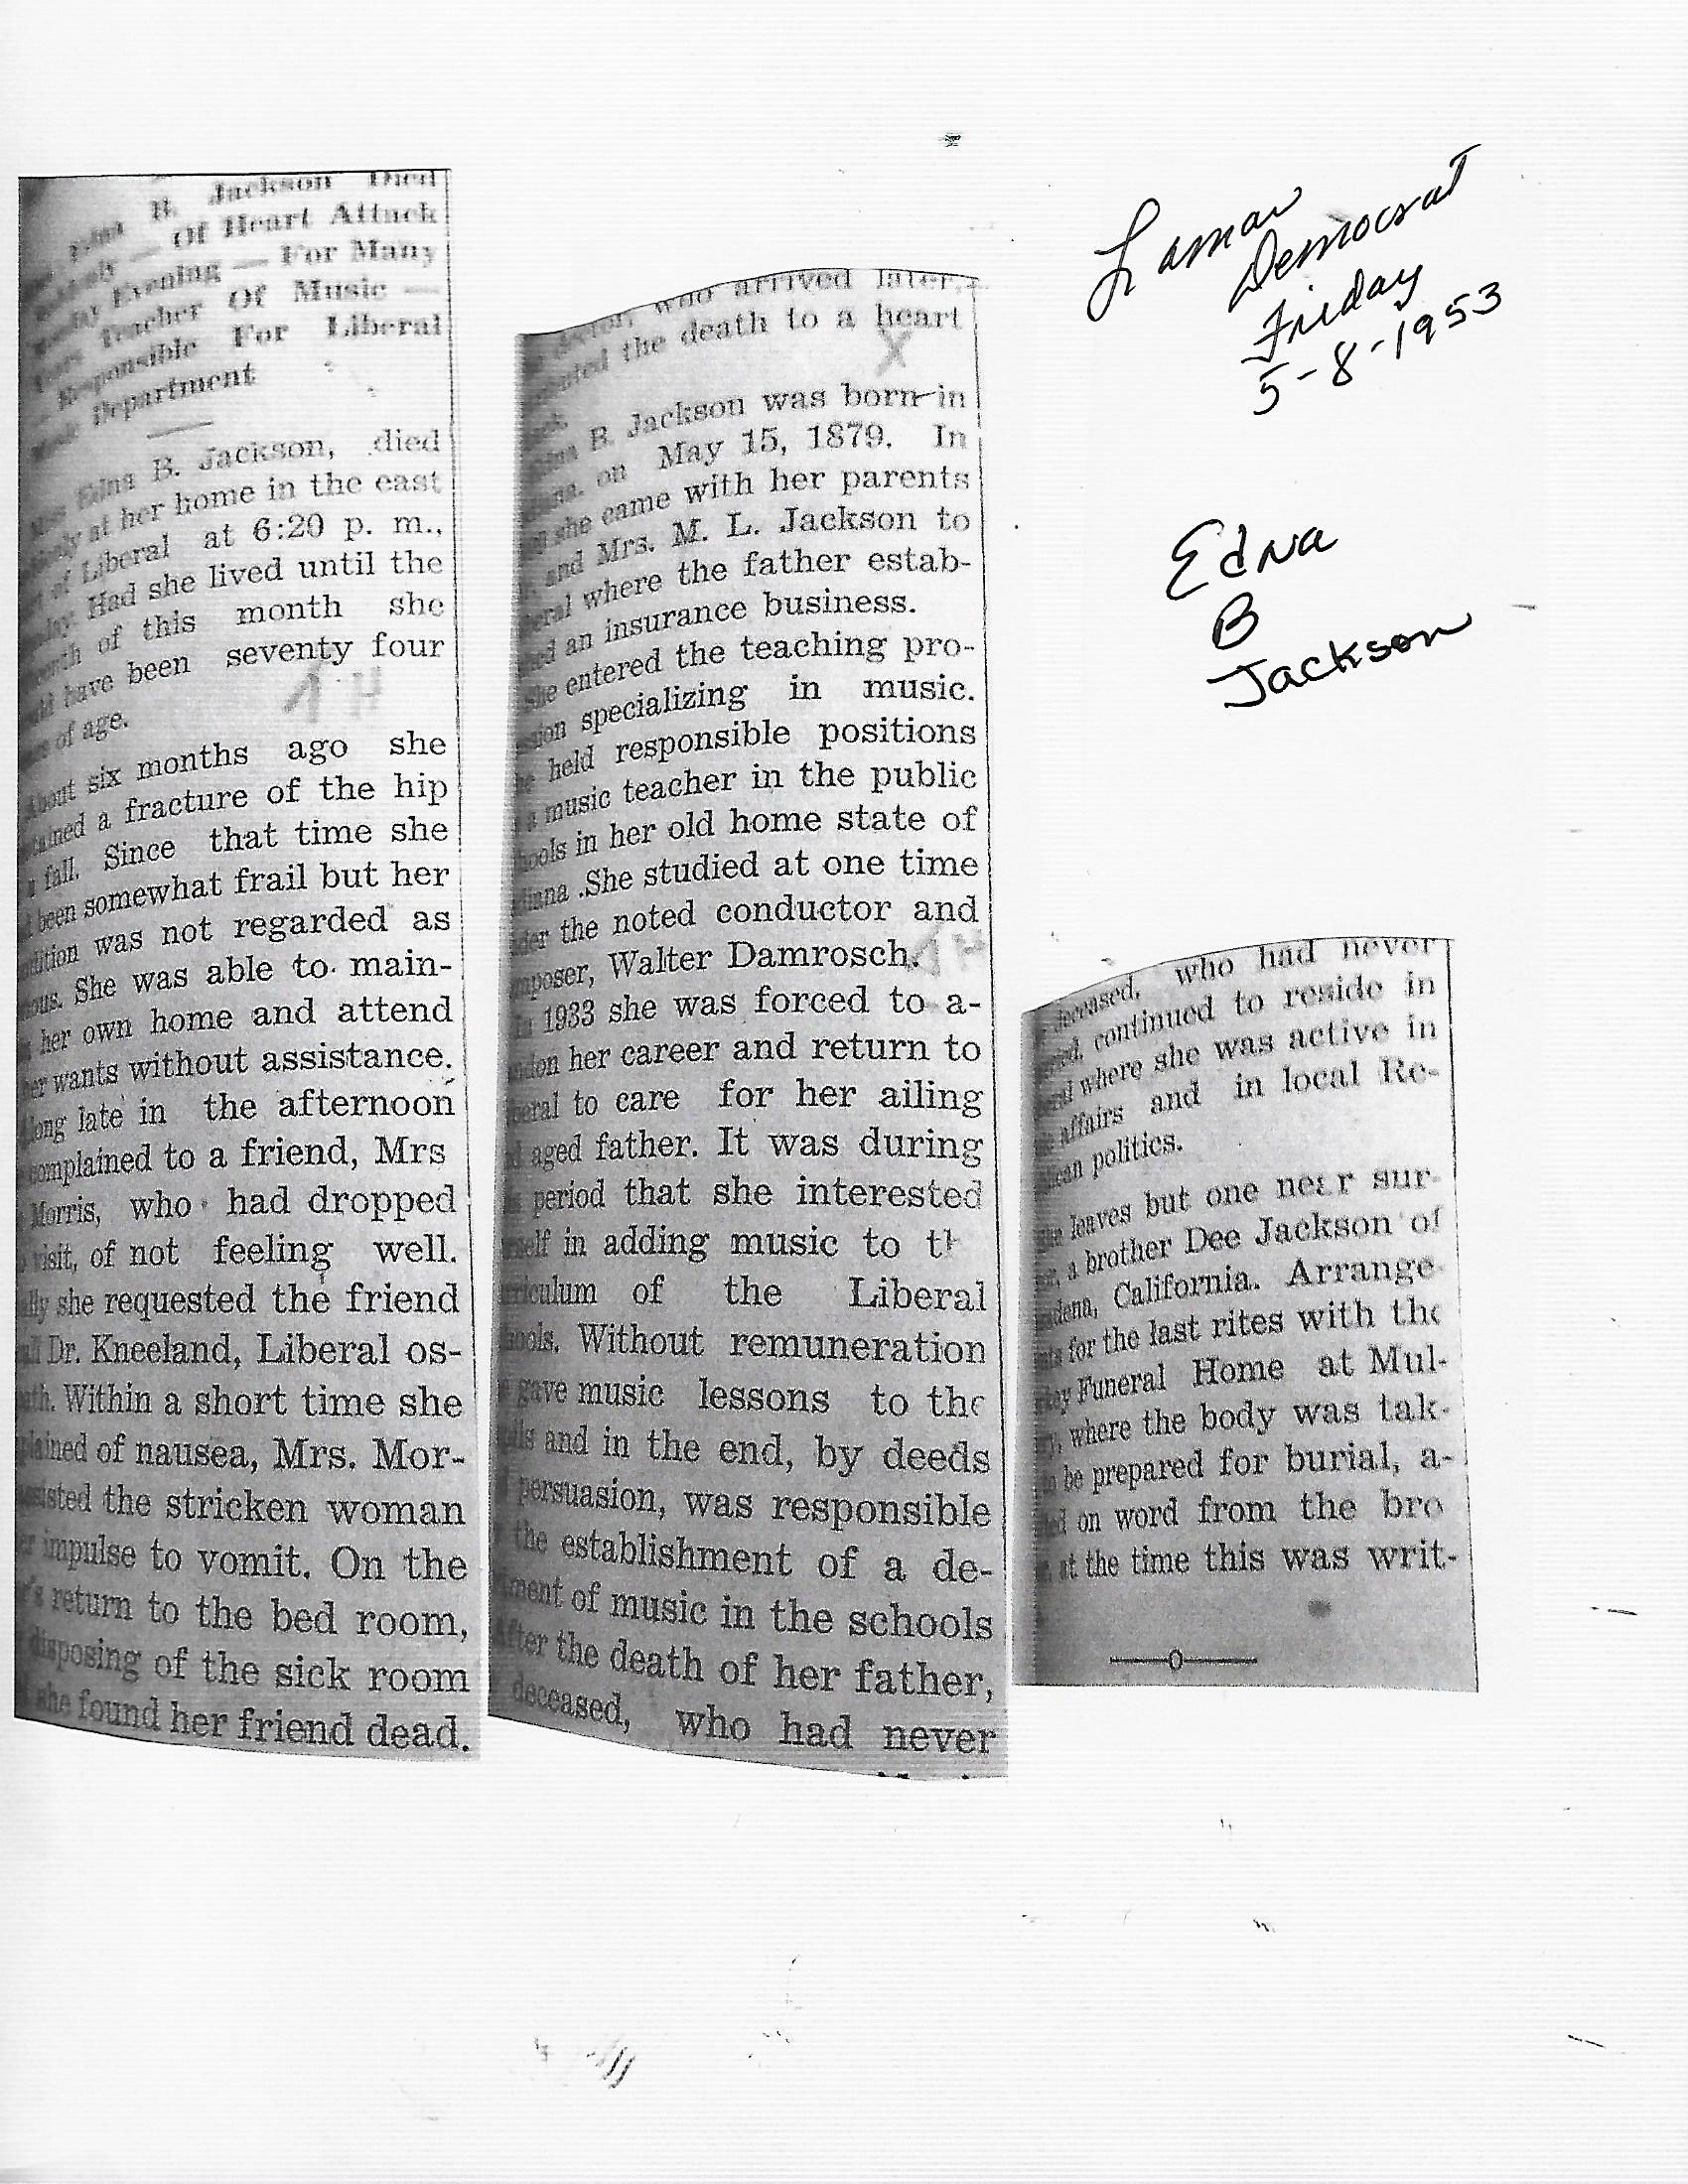 Edna B. Jackson Died
— Of Heart Attack
Evening — For Many
Teacher Of Music —
Responsible For Liberal
Department
Edna B. Jackson, died
at her home in the east
of Liberal at 6:20 p. m.,
Had she lived until the
of this month she
have been seventy four
of age.
About six months ago she
a fracture of the hip
fall. Since that time she
been somewhat frail but her
was not regarded as
She was able to main-
her own home and attend
wants without assistance.
late in the afternoon
complained to a friend, Mrs
Morris, who had dropped
visit, of not feeling well.
she requested the friend
Dr. Kneeland, Liberal os-
Within a short time she
of nausea, Mrs. Mor-
the stricken woman
impulse to vomit. On the
return to the bed room,
disposing of the sick room
she found her friend dead.
doctor, who arrived later,
the death to a heart
X
Edna B. Jackson was born in
on May 15, 1879. In
she came with her parents
and Mrs. M. L. Jackson to
where the father estab-
an insurance business.
She entered the teaching pro-
specializing in music.
held responsible positions
a music teacher in the public
in her old home state of
.She studied at one time
the noted conductor and
Walter Damrosch.
In 1933 she was forced to a-
her career and return to
to care for her ailing
aged father. It was during
period that she interested
in adding music to
of the Liberal
Without remuneration
gave music lessons to the
and in the end, by deeds
persuasion, was responsible
the establishment of a de-
of music in the schools
After the death of her father,
deceased, who had never
deceased, who had never
continued to reside in
where she was active in
affairs and in local Re-
politics.
leaves but one near sur-
a brother Dee Jackson of
California. Arrange-
for the last rites with the
Funeral Home at Mul-
where the body was tak-
be prepared for burial, a-
on word from the bro
at the time this was writ-
Lamar
Democrat
Friday
5-8-1953
Edna
B
Jackson